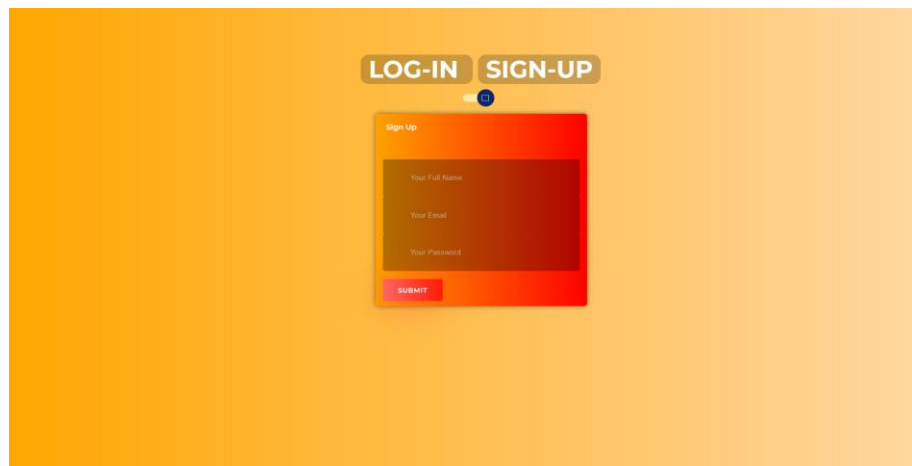 LOG-IN SIGN-UP
Sign Up
Your Full Name
Your Email
Your Password
SUBMIT